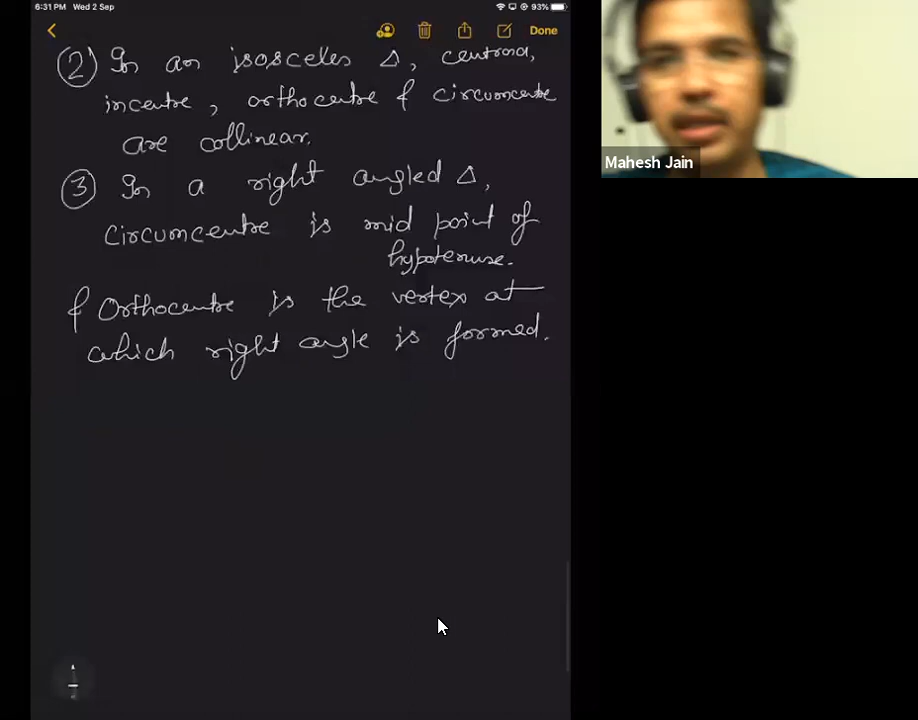 6:31 PM Wed 2 Sep
93%
Done
(2) In an isosceles Δ, centroid,
incentre, orthocentre & circumcentre
are collinear.
(3) In a right angled Δ,
circumcentre is mid point of
hypotenuse.
& Orthocentre is the vertex at
which right angle is formed.
Mahesh Jain